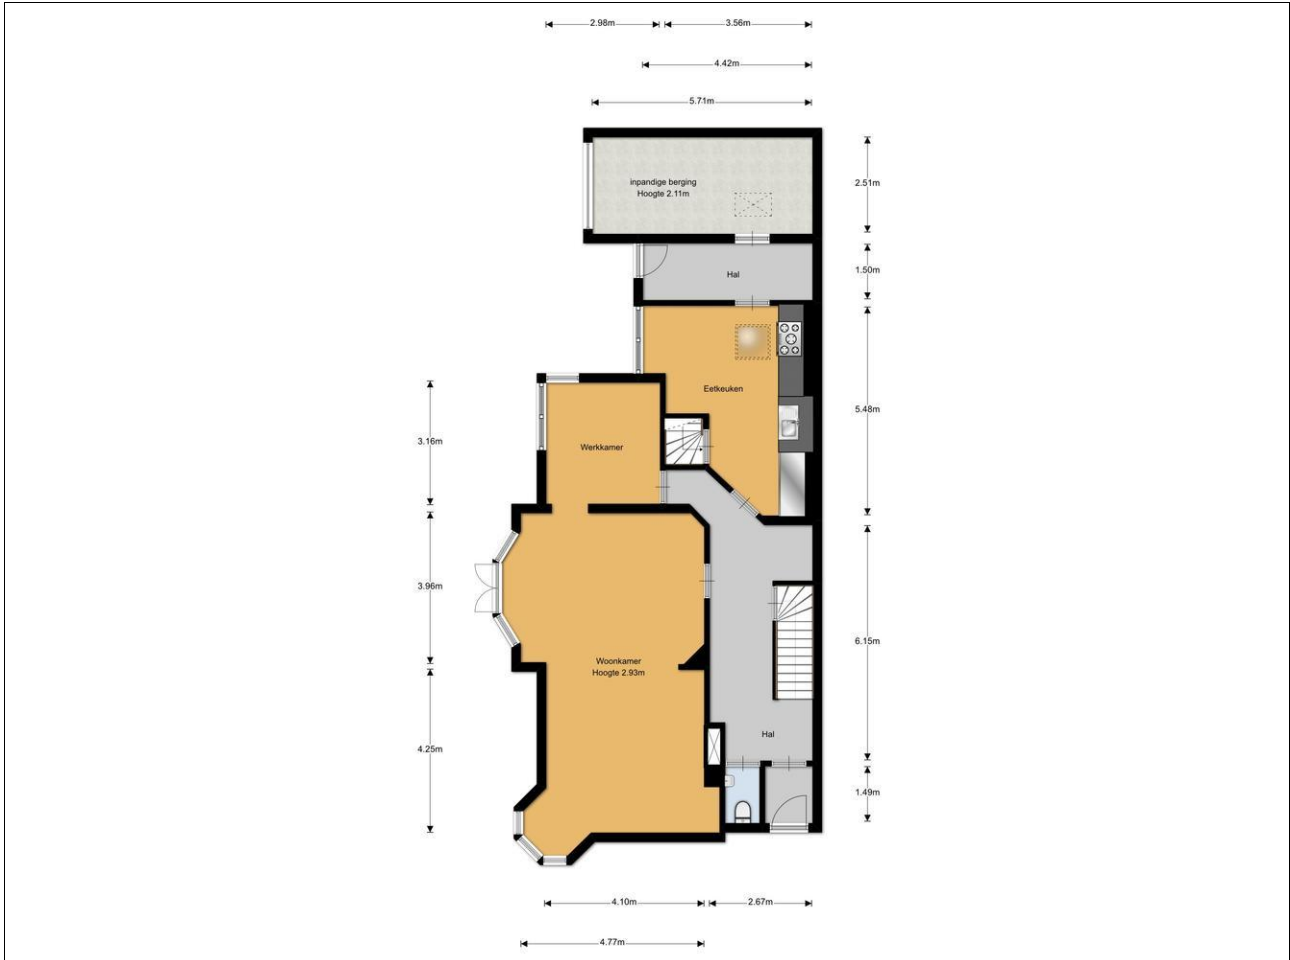 2.98m
3.56m
4.42m
5.71m
inpandige berging
Hoogte 2.11m
2.51m
Hal
1.50m
Eetkeuken
5.48m
3.16m
Werkkamer
3.96m
6.15m
Woonkamer
Hoogte 2.93m
Hal
4.25m
1.49m
4.10m
2.67m
4.77m